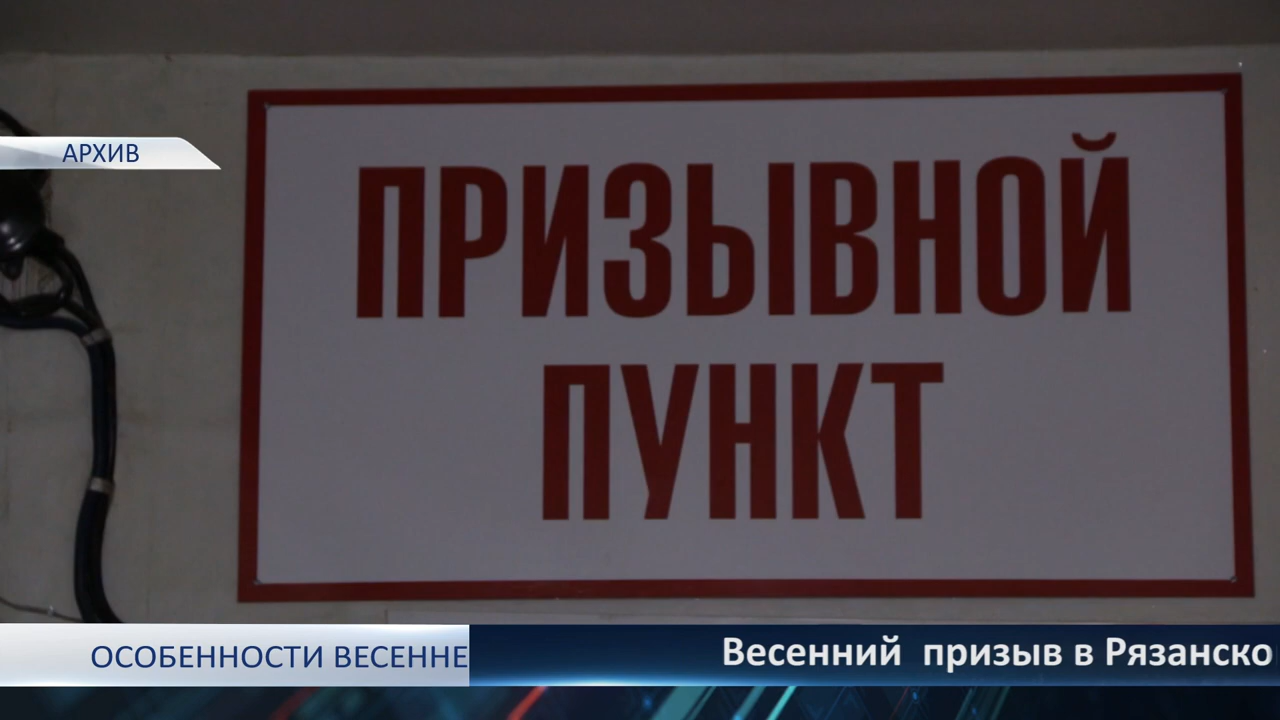 АРХИВ
ПРИЗЫВНОЙ
ПУНКТ
ОСОБЕННОСТИ ВЕСЕННЕ
Весенний призыв в Рязанско